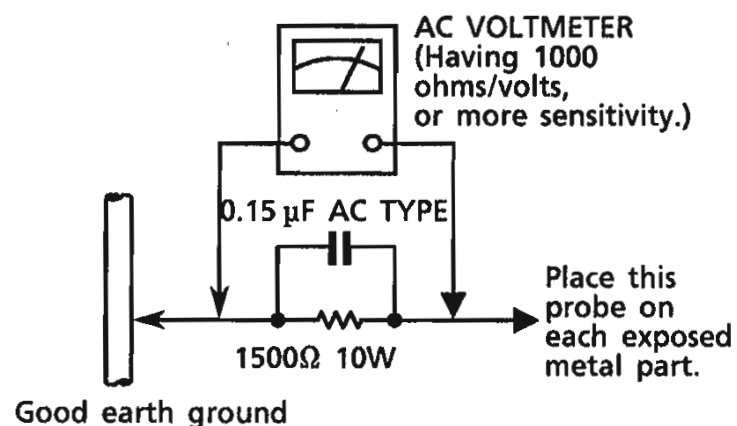 AC VOLTMETER
(Having 1000
ohms/volts,
or more sensitivity.)
0.15 μF AC TYPE
Place this
probe on
each exposed
metal part.
1500Ω 10W
Good earth ground